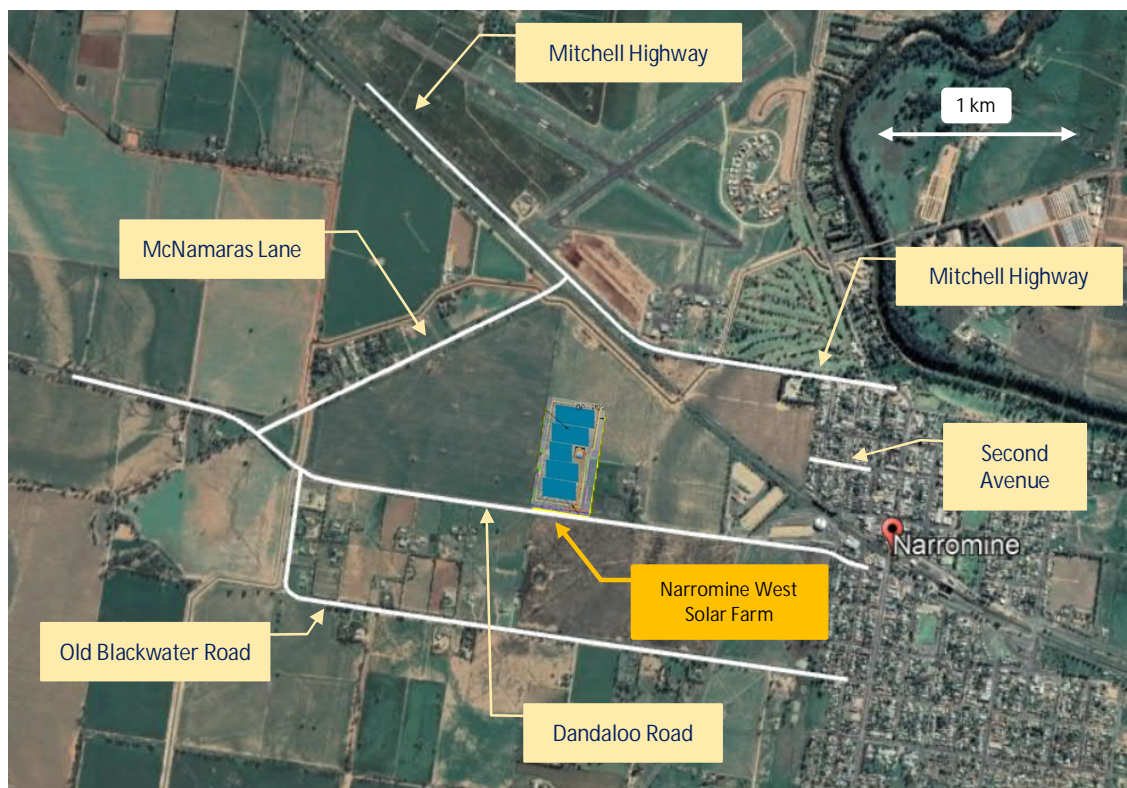 Mitchell Highway
1 km
McNamaras Lane
Mitchell Highway
Second
Avenue
Narromine
Narromine West
Solar Farm
Old Blackwater Road
Dandaloo Road